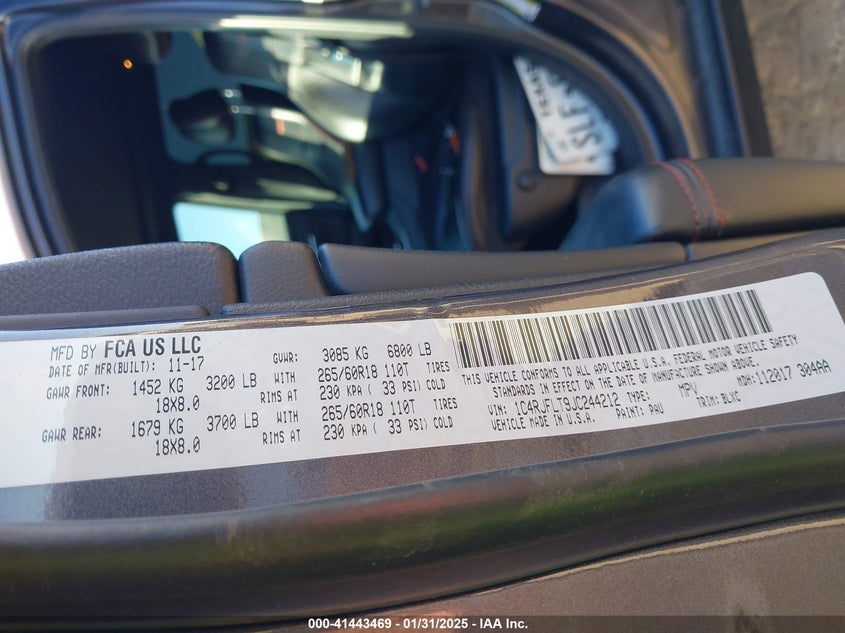 MFD BY FCA US LLC
DATE OF MFR(BUILT): 11-17
GVWR: 3085 KG 6800 LB
GAWR FRONT: 1452 KG 3200 LB WITH 265/60R18 110T TIRES
18X8.0 RIMS AT 230 KPA ( 33 PSI) COLD
GAWR REAR: 1679 KG 3700 LB WITH 265/60R18 110T TIRES
18X8.0 RIMS AT 230 KPA ( 33 PSI) COLD
THIS VEHICLE CONFORMS TO ALL APPLICABLE U.S.A. FEDERAL MOTOR VEHICLE SAFETY
STANDARDS IN EFFECT ON THE DATE OF MANUFACTURE SHOWN ABOVE.
VIN: 1C4RJFLT9JC244212 TYPE: MPV MDH: 112017 304AA
MADE IN U.S.A. PAINT: PAU TRIM: BLXC
000-41443469 - 01/31/2025 - IAA Inc.